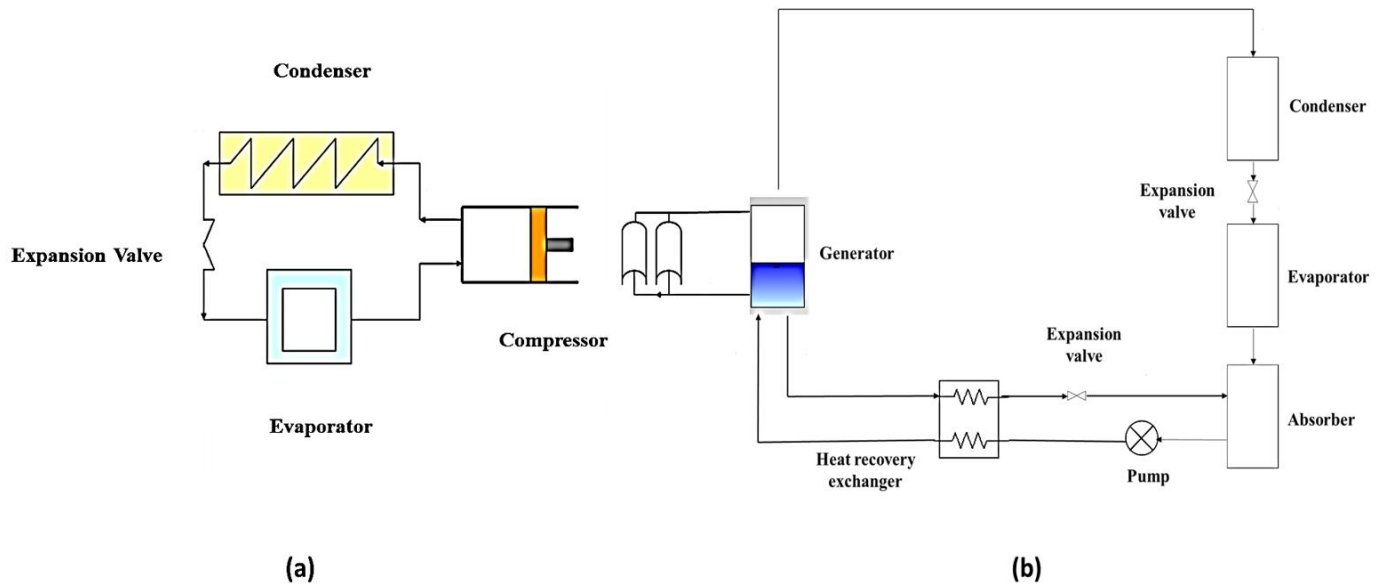 Condenser
Expansion Valve
Compressor
Evaporator
(a)
Condenser
Expansion
valve
Generator
Evaporator
Expansion
valve
Absorber
Heat recovery
exchanger
Pump
(b)